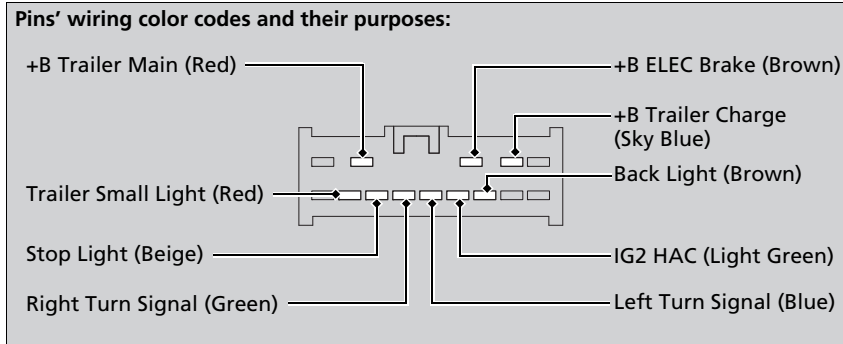 Pins’ wiring color codes and their purposes:
+B Trailer Main (Red)
+B ELEC Brake (Brown)
+B Trailer Charge
(Sky Blue)
Back Light (Brown)
Trailer Small Light (Red)
Stop Light (Beige)
IG2 HAC (Light Green)
Right Turn Signal (Green)
Left Turn Signal (Blue)